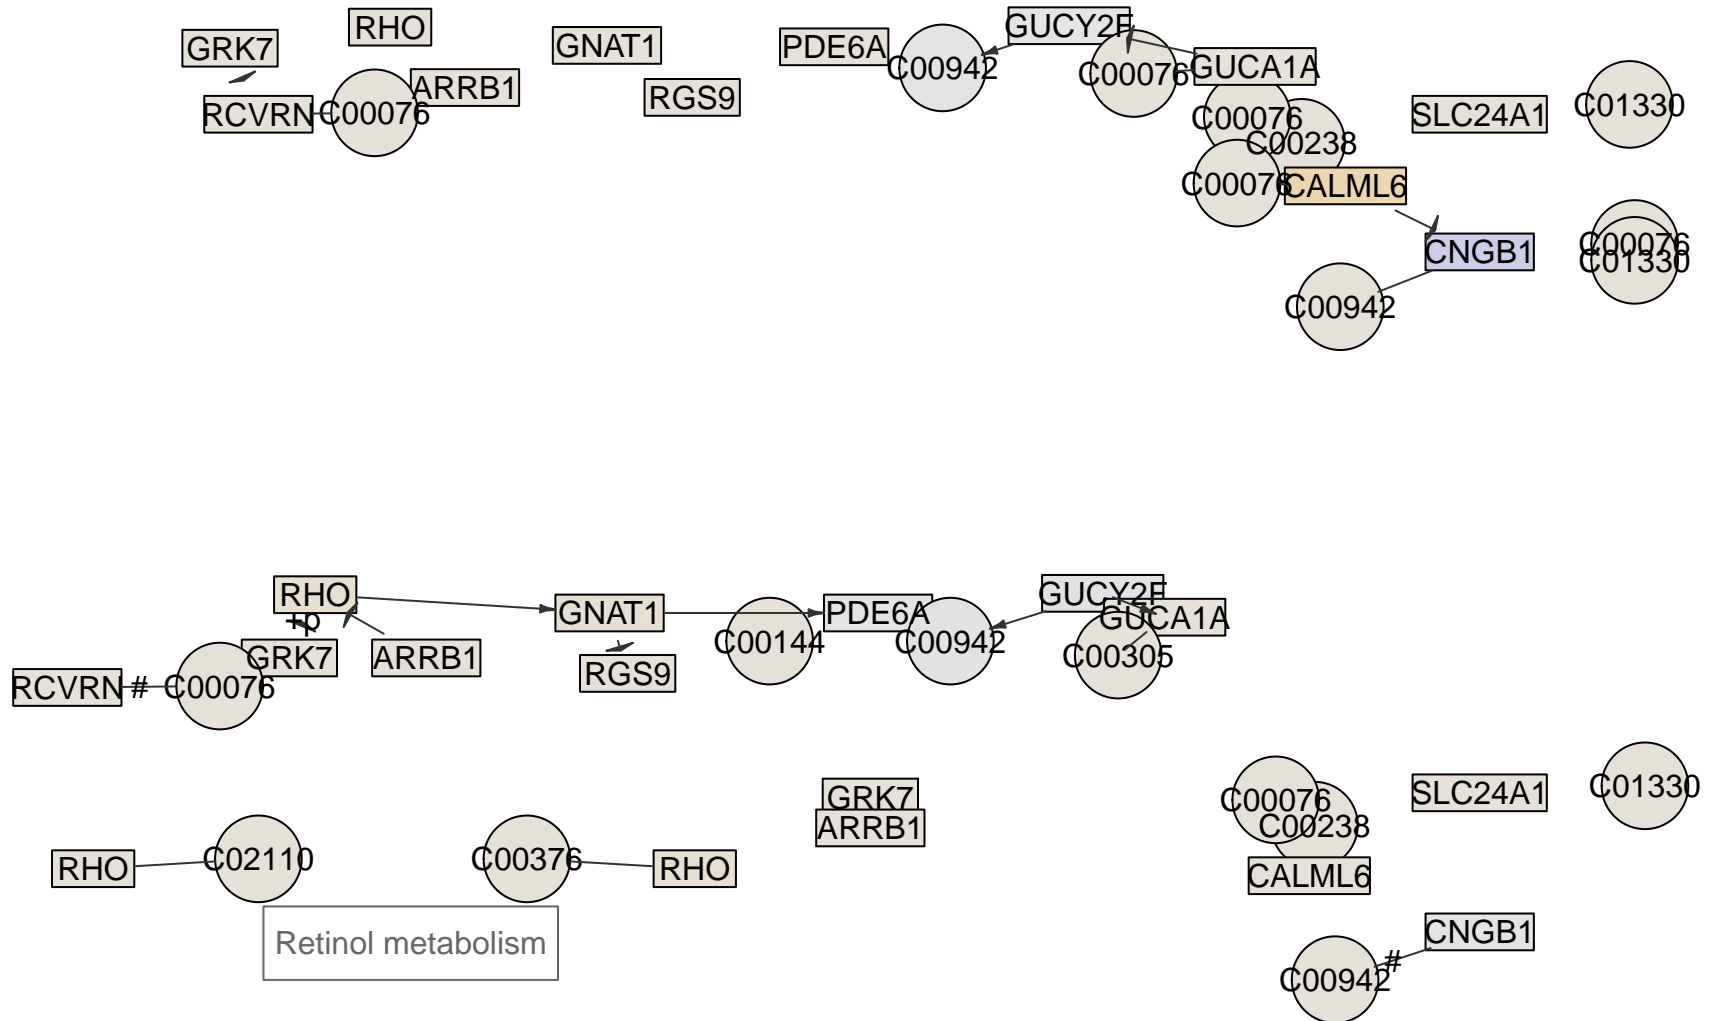 RHO
GRK7
GNAT1
PDE6A
GUCY2F
C00942
C00076
GUCA1A
ARRB1
RGS9
RCVRN
C00076
C00076
SLC24A1
C01330
C00238
C00076
CALML6
CNGB1
C00076
C01330
C00942
RHO
+p
GNAT1
PDE6A
GUCY2F
GUCA1A
C00144
C00942
C00305
GRK7
ARRB1
RGS9
RCVRN
#
C00076
GRK7
ARRB1
C00076
C00238
SLC24A1
C01330
RHO
C02110
C00376
RHO
CALML6
Retinol metabolism
CNGB1
#
C00942